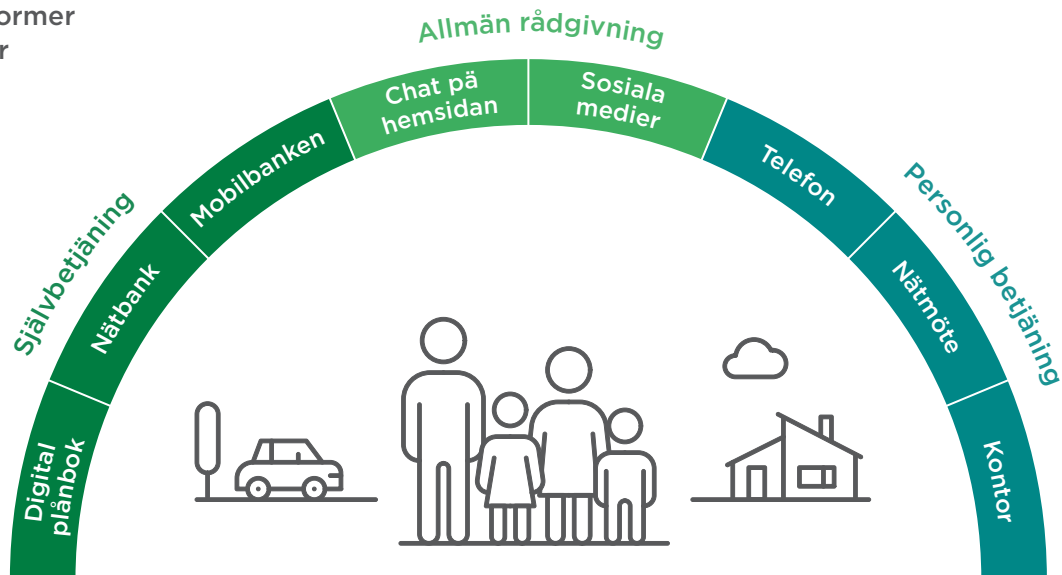 ormer
r
Allmän rådgivning
Chat på
hemsidan
Sosiala
medier
Självbetjäning
Mobilbanken
Nätbank
Digital
plånbok
Personlig betjäning
Telefon
Nätmöte
Kontor